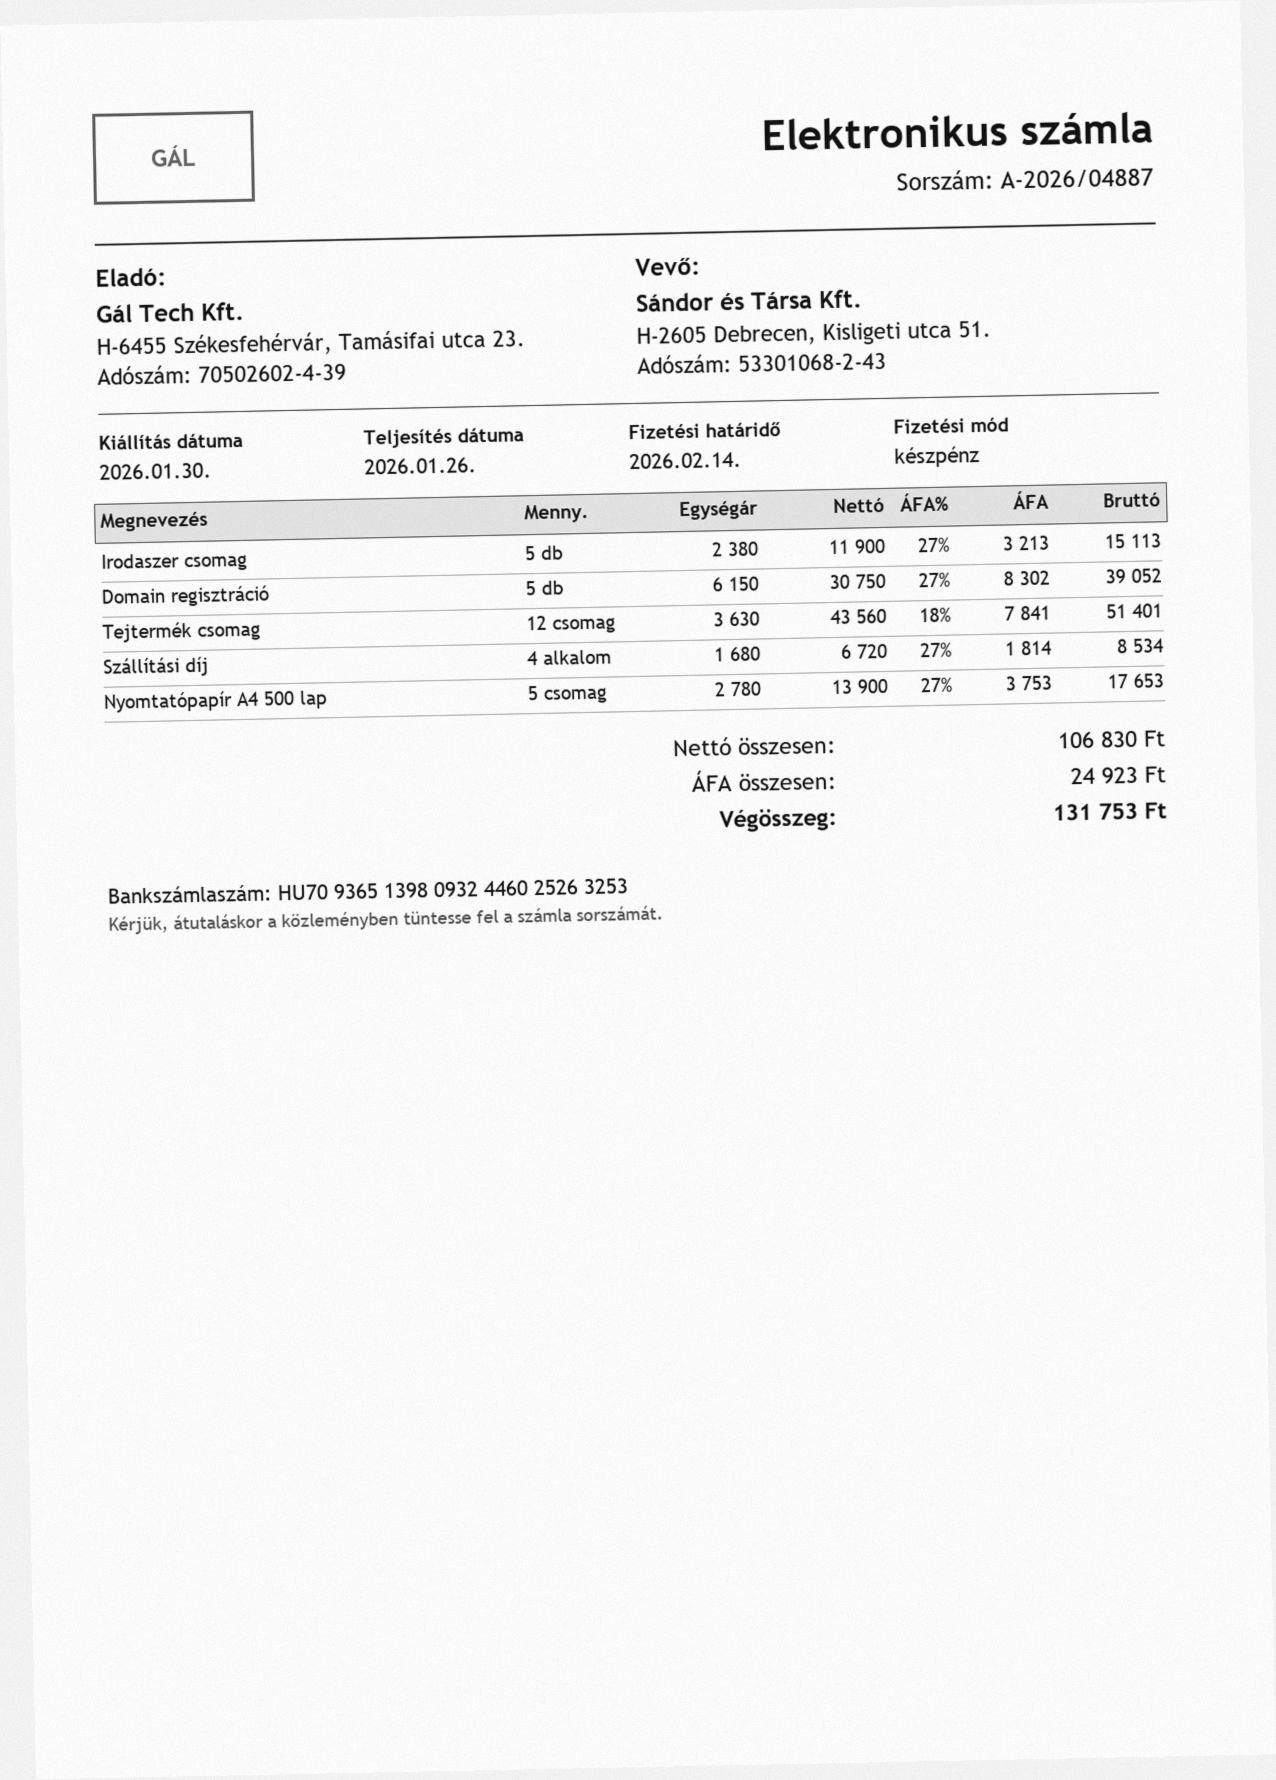 GÁL
Elektronikus számla
Sorszám: A-2026/04887
Eladó:
Gál Tech Kft.
H-6455 Székesfehérvár, Tamásifai utca 23.
Adószám: 70502602-4-39
Vevő:
Sándor és Társa Kft.
H-2605 Debrecen, Kisligeti utca 51.
Adószám: 53301068-2-43
Kiállítás dátuma Teljesítés dátuma Fizetési határidő Fizetési mód
2026.01.30. 2026.01.26. 2026.02.14. készpénz
Megnevezés Menny. Egységár Nettó ÁFA% ÁFA Bruttó
Irodaszer csomag 5 db 2 380 11 900 27% 3 213 15 113
Domain regisztráció 5 db 6 150 30 750 27% 8 302 39 052
Tejtermék csomag 12 csomag 3 630 43 560 18% 7 841 51 401
Szállítási díj 4 alkalom 1 680 6 720 27% 1 814 8 534
Nyomtatópapír A4 500 lap 5 csomag 2 780 13 900 27% 3 753 17 653
Nettó összesen: 106 830 Ft
ÁFA összesen: 24 923 Ft
Végösszeg: 131 753 Ft
Bankszámlaszám: HU70 9365 1398 0932 4460 2526 3253
Kérjük, átutaláskor a közleményben tüntesse fel a számla sorszámát.